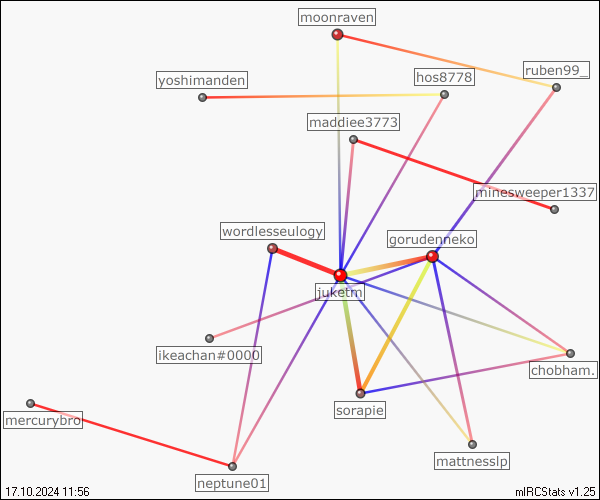 moonraven
ruben99_
yoshimanden
hos8778
maddiee3773
minesweeper1337
wordlesseulogy
gorudenneko
juketm
ikeachan#0000
chobham.
mercurybro
sorapie
mattnesslp
neptune01
17.10.2024 11:56
mIRCStats v1.25